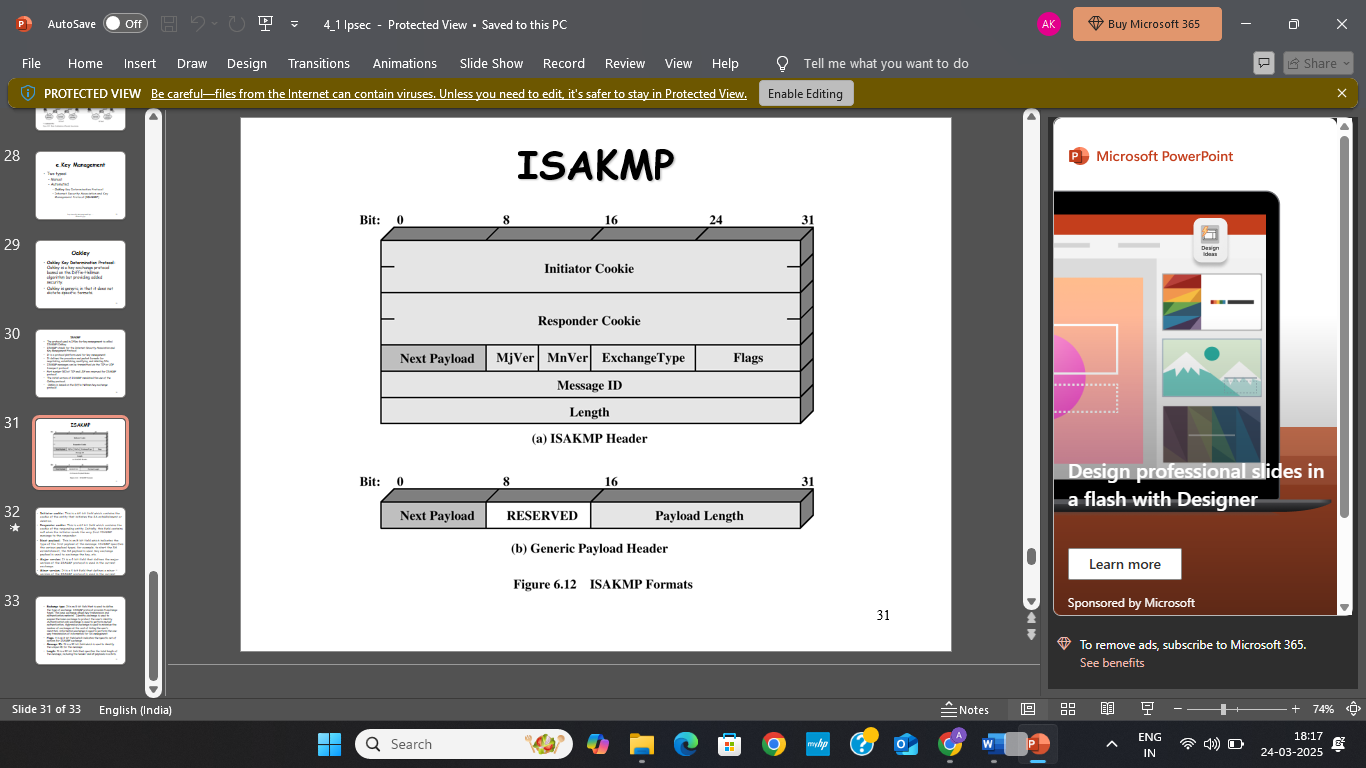 AutoSave Off 4_1 Ipsec - Protected View • Saved to this PC AK Buy Microsoft 365
File Home Insert Draw Design Transitions Animations Slide Show Record Review View Help Tell me what you want to do Share
PROTECTED VIEW Be careful—files from the Internet can contain viruses. Unless you need to edit, it's safer to stay in Protected View. Enable Editing
28
e.Key Management
29
Oakley
30
31
ISAKMP
32
33
ISAKMP
Bit: 0 8 16 24 31
Initiator Cookie
Responder Cookie
Next Payload MjVer MnVer ExchangeType Flags
Message ID
Length
(a) ISAKMP Header
Bit: 0 8 16 31
Next Payload RESERVED Payload Length
(b) Generic Payload Header
Figure 6.12 ISAKMP Formats
31
Microsoft PowerPoint
Design
Ideas
Design professional slides in
a flash with Designer
Learn more
Sponsored by Microsoft
To remove ads, subscribe to Microsoft 365.
See benefits
Slide 31 of 33 English (India) Notes 74%
Search
ENG
IN
18:17
24-03-2025